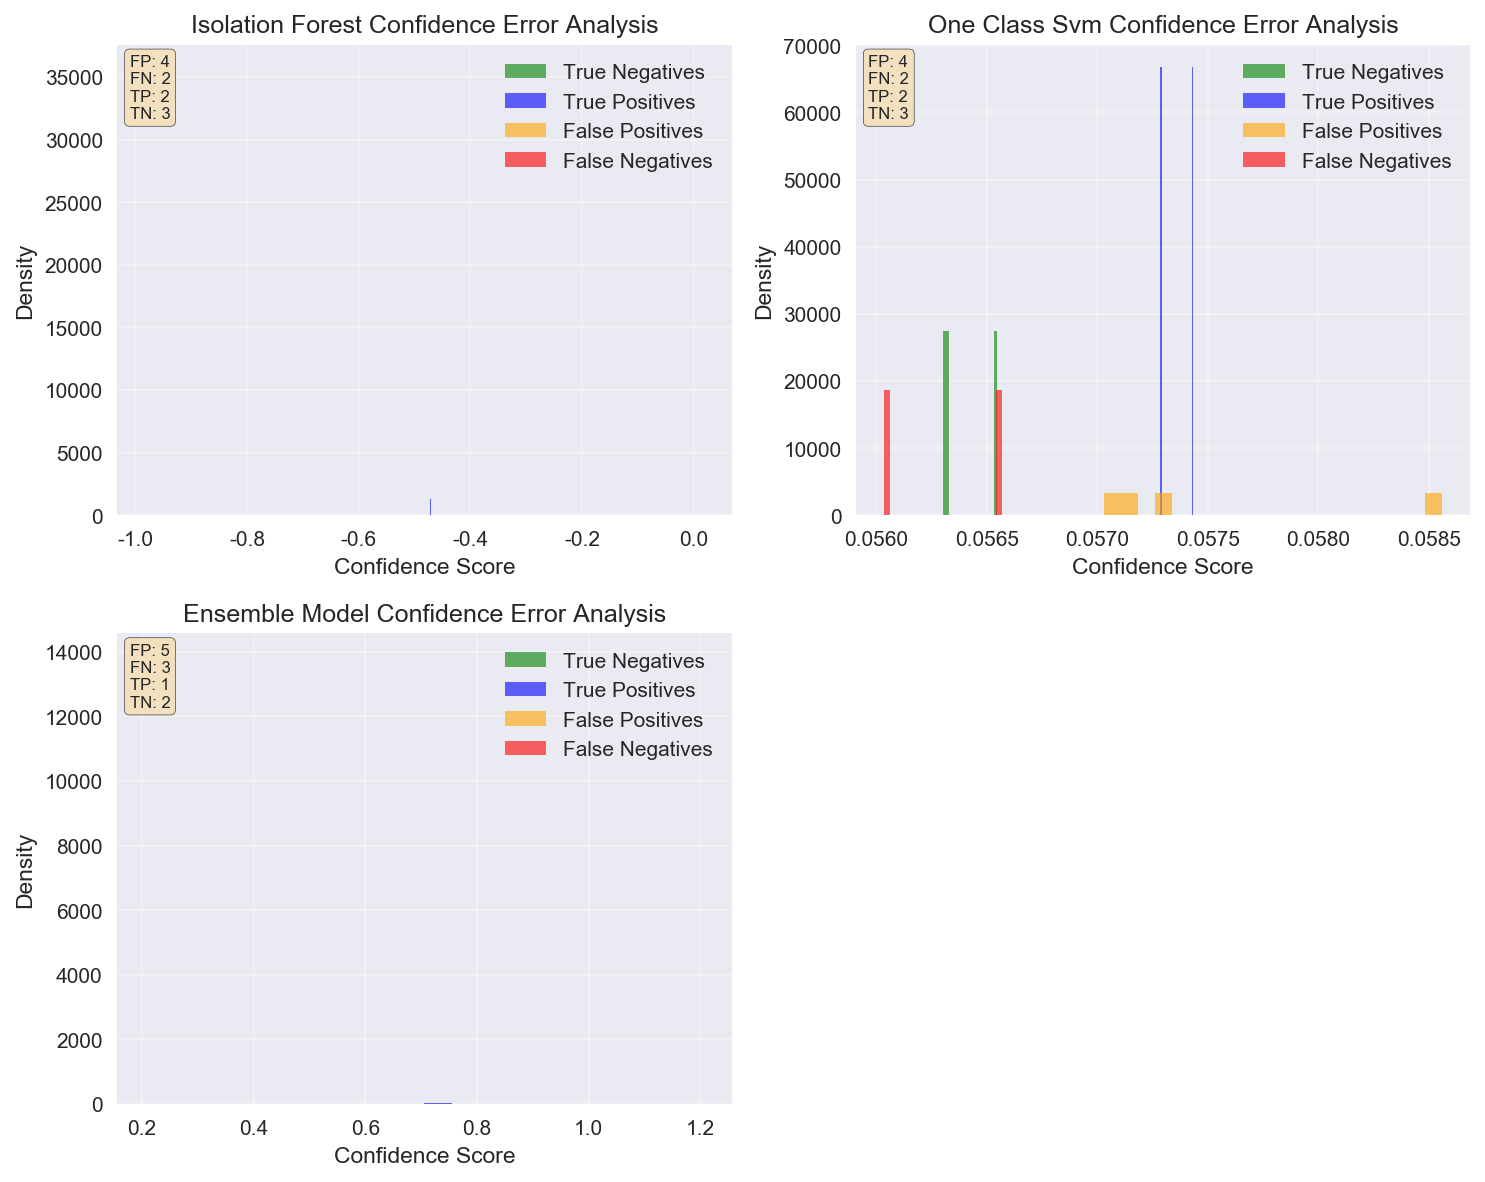 Isolation Forest Confidence Error Analysis
FP: 4
FN: 2
TP: 2
TN: 3
True Negatives
True Positives
False Positives
False Negatives
35000
30000
25000
20000
15000
10000
5000
0
Density
-1.0 -0.8 -0.6 -0.4 -0.2 0.0
Confidence Score
One Class Svm Confidence Error Analysis
FP: 4
FN: 2
TP: 2
TN: 3
True Negatives
True Positives
False Positives
False Negatives
70000
60000
50000
40000
30000
20000
10000
0
Density
0.0560 0.0565 0.0570 0.0575 0.0580 0.0585
Confidence Score
Ensemble Model Confidence Error Analysis
FP: 5
FN: 3
TP: 1
TN: 2
True Negatives
True Positives
False Positives
False Negatives
14000
12000
10000
8000
6000
4000
2000
0
Density
0.2 0.4 0.6 0.8 1.0 1.2
Confidence Score